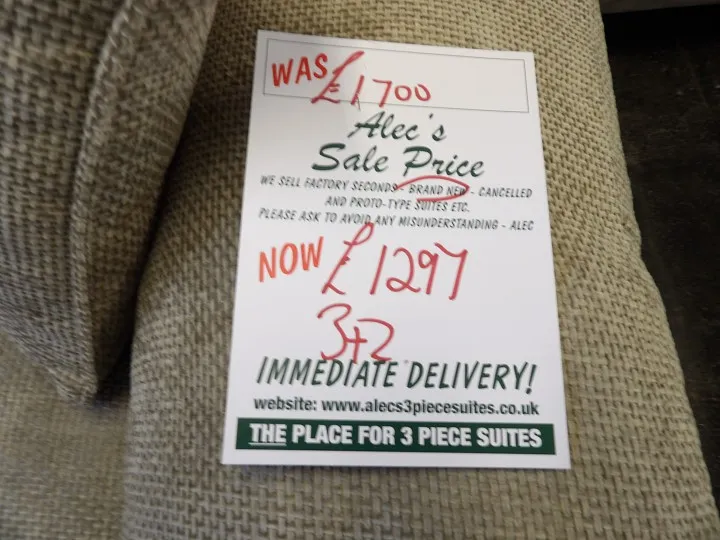 WAS £1700
Alec's
Sale Price
WE SELL FACTORY SECONDS - BRAND NEW - CANCELLED
AND PROTO-TYPE SUITES ETC.
PLEASE ASK TO AVOID ANY MISUNDERSTANDING - ALEC
NOW £1297
3+2
IMMEDIATE DELIVERY!
website: www.alecs3piecesuites.co.uk
THE PLACE FOR 3 PIECE SUITES